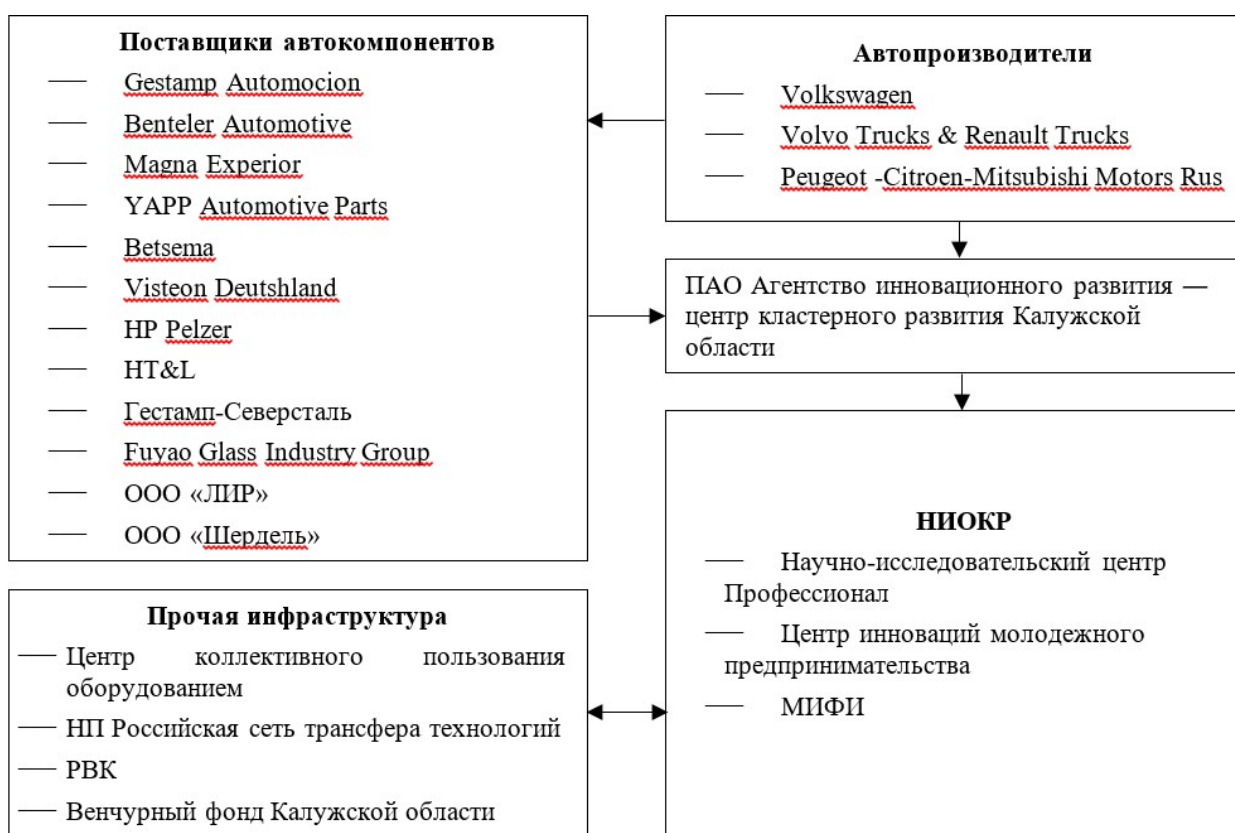 Поставщики автокомпонентов
— Gestamp Automocion
— Benteler Automotive
— Magna Experior
— YAPP Automotive Parts
— Betsema
— Visteon Deutshland
— HP Pelzer
— HT&L
— Гестамп-Северсталь
— Fuyao Glass Industry Group
— ООО «ЛИР»
— ООО «Шердель»
Автопроизводители
— Volkswagen
— Volvo Trucks & Renault Trucks
— Peugeot -Citroen-Mitsubishi Motors Rus
ПАО Агентство инновационного развития —
центр кластерного развития Калужской
области
НИОКР
— Научно-исследовательский центр
Профессионал
— Центр инноваций молодежного
предпринимательства
— МИФИ
Прочая инфраструктура
— Центр коллективного пользования
оборудованием
— НП Российская сеть трансфера технологий
— РВК
— Венчурный фонд Калужской области